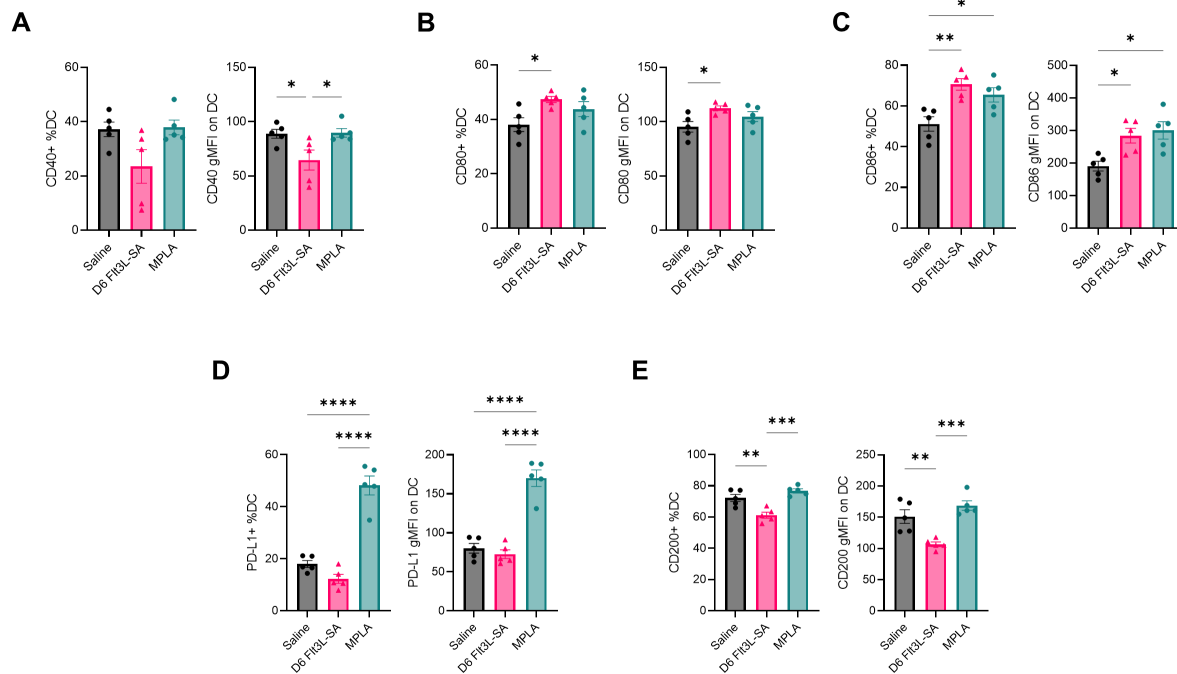 A
CD40+ %DC
60
40
20
0
Saline
D6 Flt3L-SA
MPLA
CD40 gMFI on DC
150
100
50
0
*
*
Saline
D6 Flt3L-SA
MPLA
B
CD80+ %DC
60
40
20
0
*
Saline
D6 Flt3L-SA
MPLA
CD80 gMFI on DC
150
100
50
0
*
Saline
D6 Flt3L-SA
MPLA
C
CD86+ %DC
80
60
40
20
0
*
**
Saline
D6 Flt3L-SA
MPLA
CD86 gMFI on DC
500
400
300
200
100
0
*
*
Saline
D6 Flt3L-SA
MPLA
D
PD-L1+ %DC
60
40
20
0
****
****
Saline
D6 Flt3L-SA
MPLA
PD-L1 gMFI on DC
200
150
100
50
0
****
****
Saline
D6 Flt3L-SA
MPLA
E
CD200+ %DC
100
80
60
40
20
0
***
**
Saline
D6 Flt3L-SA
MPLA
CD200 gMFI on DC
250
200
150
100
50
0
***
**
Saline
D6 Flt3L-SA
MPLA